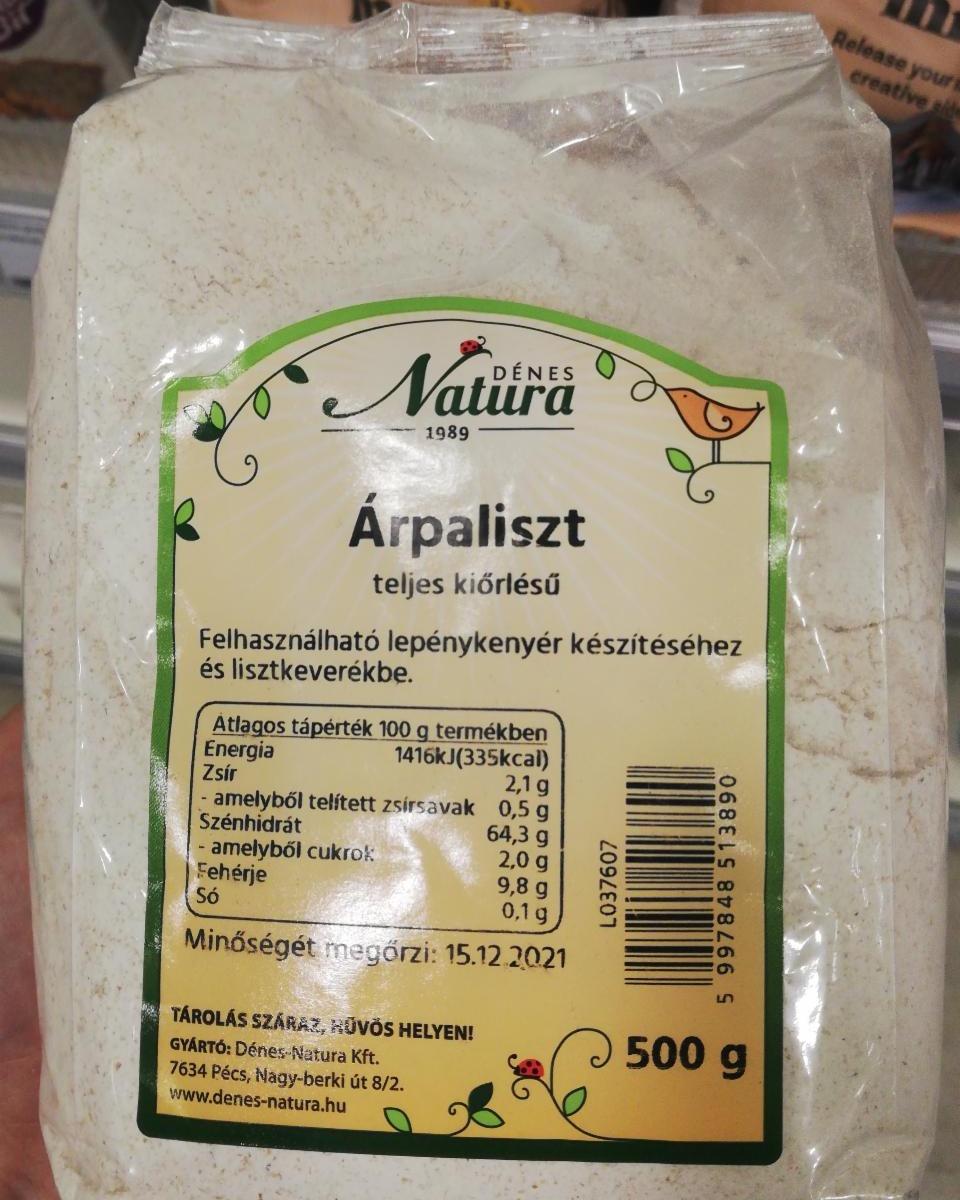 Release your
creative
DÉNES
Natura
1989
Árpaliszt
teljes kiőrlésű
Felhasználható lepénykenyér készítéséhez
és lisztkeverékbe.
Átlagos tápérték 100 g termékben
Energia 1416kJ(335kcal)
Zsír 2,1 g
- amelyből telített zsírsavak 0,5 g
Szénhidrát 64,3 g
- amelyből cukrok 2,0 g
Fehérje 9,8 g
Só 0,1 g
Minőségét megőrzi: 15.12.2021
L037607
5 997848 513890
TÁROLÁS SZÁRAZ, HŰVÖS HELYEN!
GYÁRTÓ: Dénes-Natura Kft.
7634 Pécs, Nagy-berki út 8/2.
www.denes-natura.hu
500 g